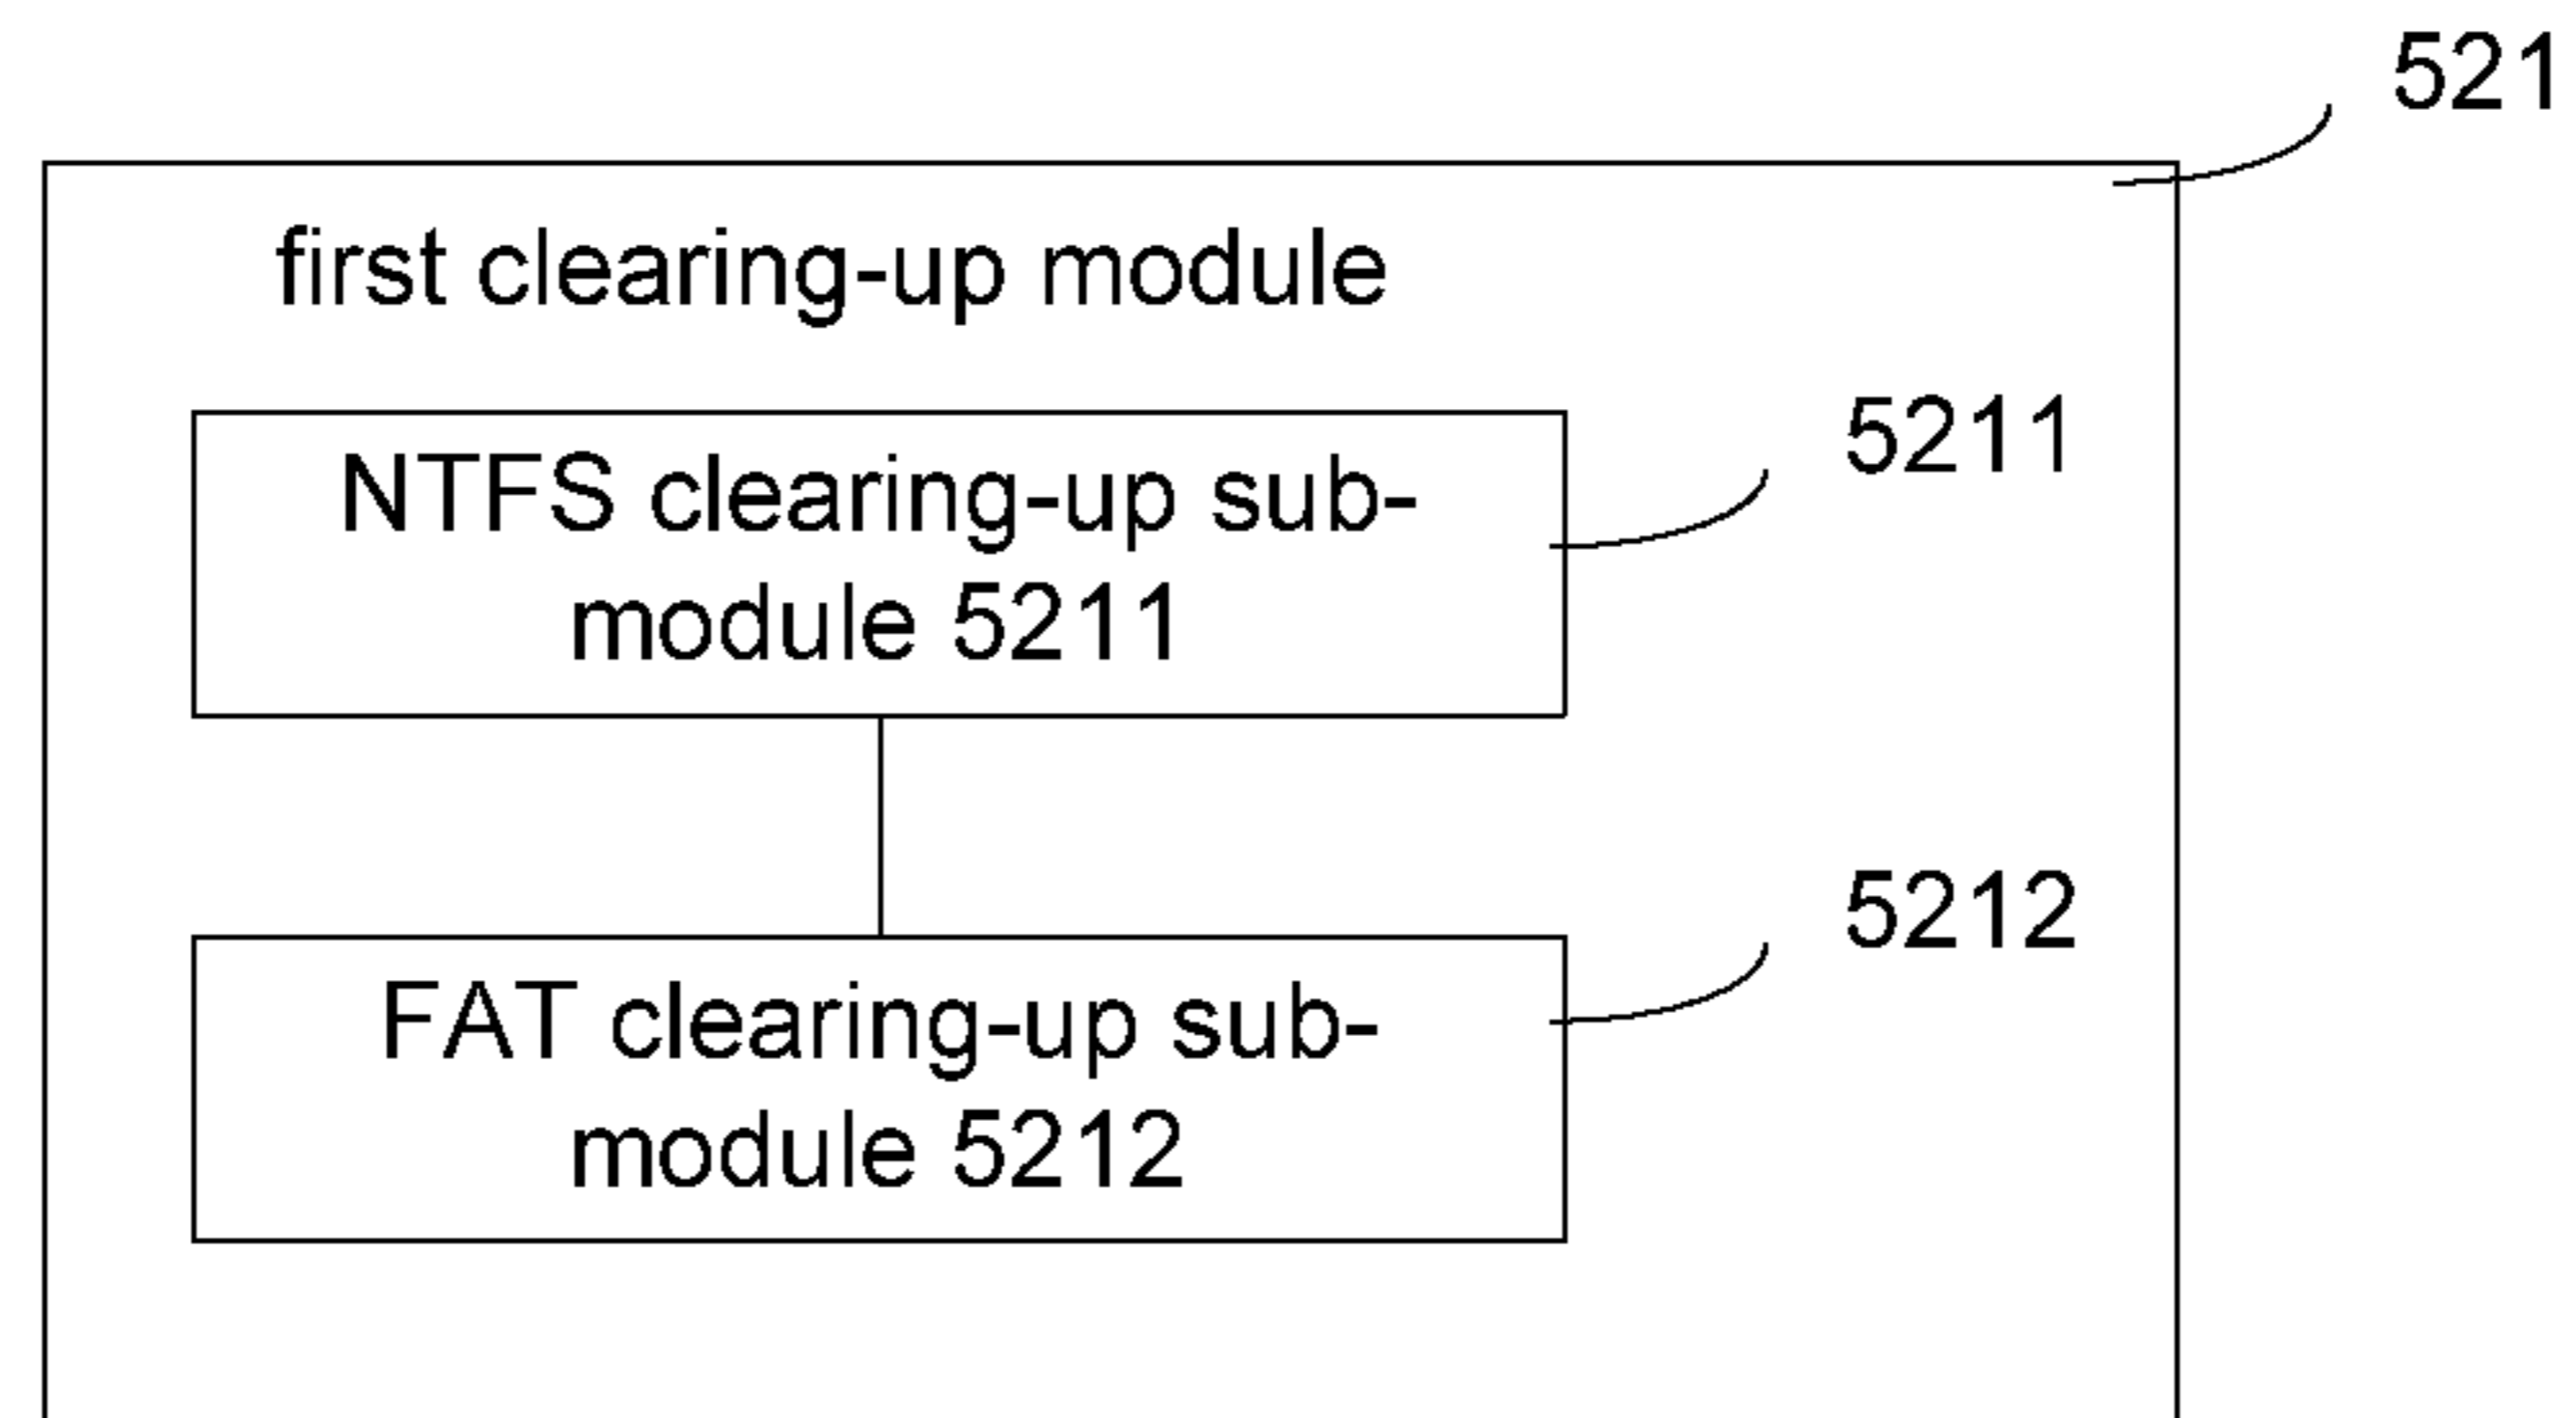 521
first clearing-up module
5211
NTFS clearing-up sub-
module 5211
5212
FAT clearing-up sub-
module 5212